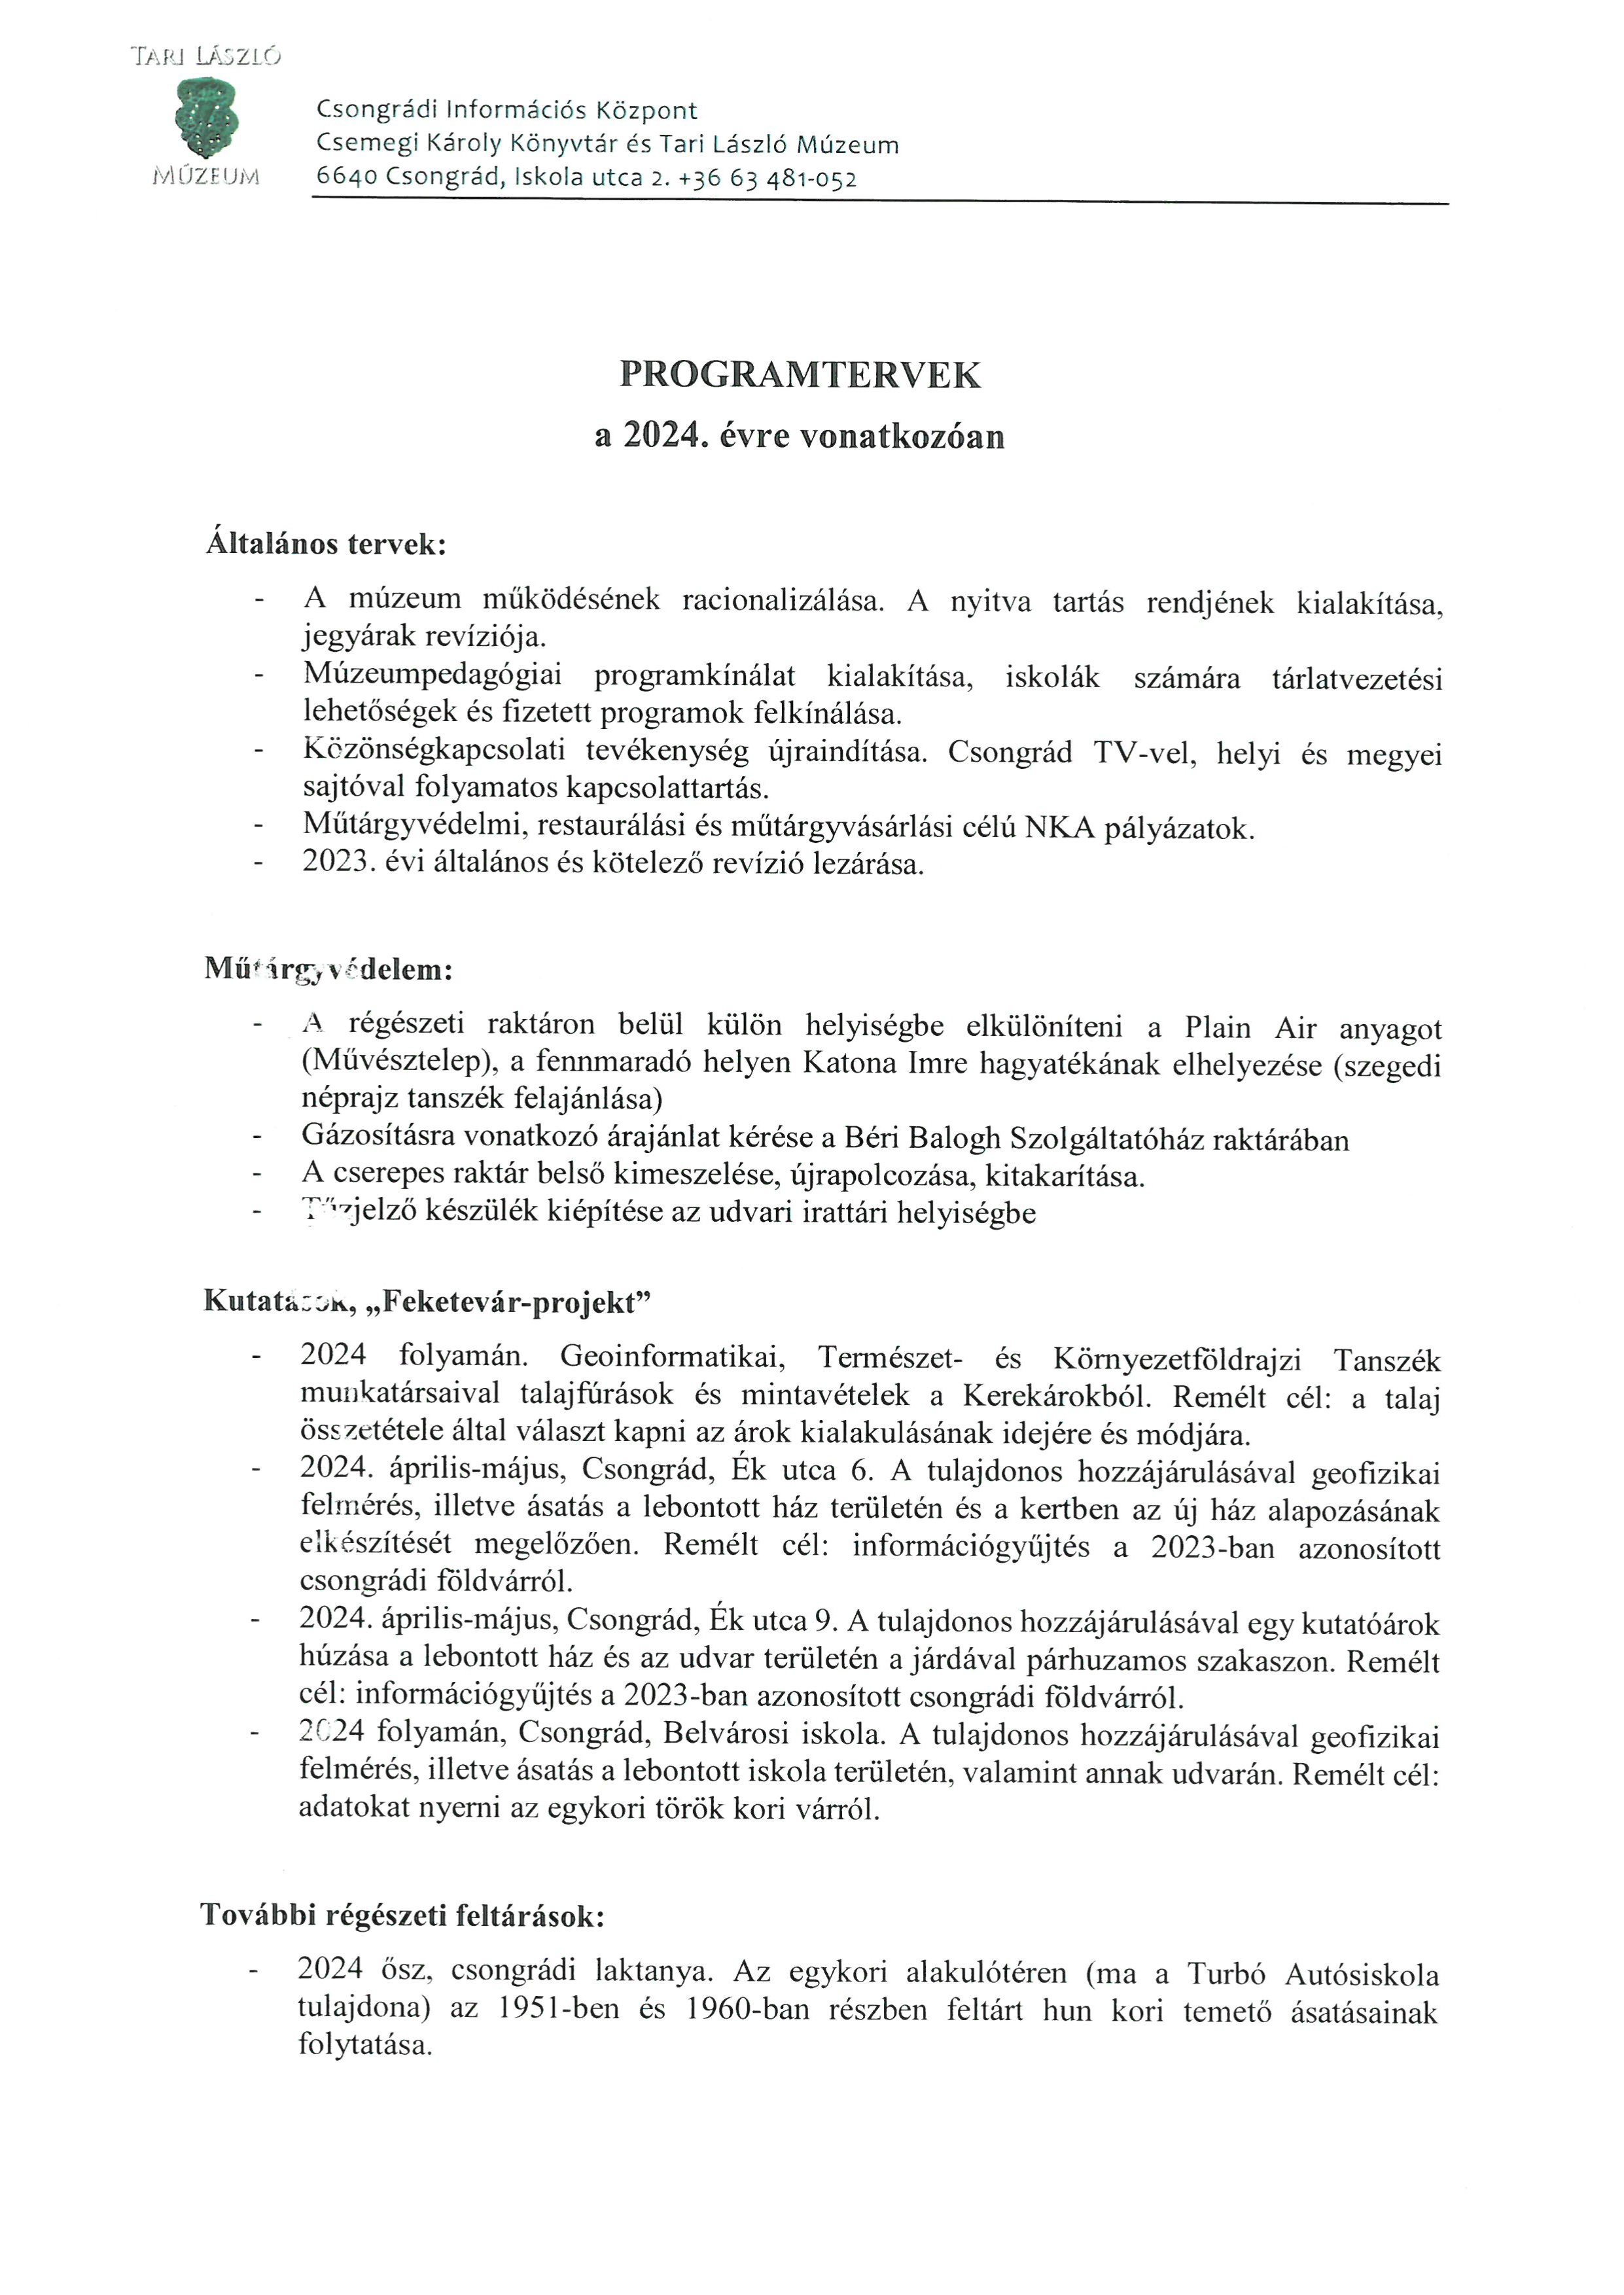 TARI LÁSZLÓ
MÚZEUM
Csongrádi Információs Központ
Csemegi Károly Könyvtár és Tari László Múzeum
6640 Csongrád, Iskola utca 2. +36 63 481-052
PROGRAMTERVEK
a 2024. évre vonatkozóan
Általános tervek:
- A múzeum működésének racionalizálása. A nyitva tartás rendjének kialakítása,
jegyárak revíziója.
- Múzeumpedagógiai programkínálat kialakítása, iskolák számára tárlatvezetési
lehetőségek és fizetett programok felkínálása.
- Közönségkapcsolati tevékenység újraindítása. Csongrád TV-vel, helyi és megyei
sajtóval folyamatos kapcsolattartás.
- Műtárgyvédelmi, restaurálási és műtárgyvásárlási célú NKA pályázatok.
- 2023. évi általános és kötelező revízió lezárása.
Műtárgyvédelem:
- A régészeti raktáron belül külön helyiségbe elkülöníteni a Plain Air anyagot
(Művésztelep), a fennmaradó helyen Katona Imre hagyatékának elhelyezése (szegedi
néprajz tanszék felajánlása)
- Gázosításra vonatkozó árajánlat kérése a Béri Balogh Szolgáltatóház raktárában
- A cserepes raktár belső kimeszelése, újrapolcozása, kitakarítása.
- Tűzjelző készülék kiépítése az udvari irattári helyiségbe
Kutatások, „Feketevár-projekt”
- 2024 folyamán. Geoinformatikai, Természet- és Környezetföldrajzi Tanszék
munkatársaival talajfúrások és mintavételek a Kerekárokból. Remélt cél: a talaj
összetétele által választ kapni az árok kialakulásának idejére és módjára.
- 2024. április-május, Csongrád, Ék utca 6. A tulajdonos hozzájárulásával geofizikai
felmérés, illetve ásatás a lebontott ház területén és a kertben az új ház alapozásának
elkészítését megelőzően. Remélt cél: információgyűjtés a 2023-ban azonosított
csongrádi földvárról.
- 2024. április-május, Csongrád, Ék utca 9. A tulajdonos hozzájárulásával egy kutatóárok
húzása a lebontott ház és az udvar területén a járdával párhuzamos szakaszon. Remélt
cél: információgyűjtés a 2023-ban azonosított csongrádi földvárról.
- 2024 folyamán, Csongrád, Belvárosi iskola. A tulajdonos hozzájárulásával geofizikai
felmérés, illetve ásatás a lebontott iskola területén, valamint annak udvarán. Remélt cél:
adatokat nyerni az egykori török kori várról.
További régészeti feltárások:
- 2024 ősz, csongrádi laktanya. Az egykori alakulótéren (ma a Turbó Autósiskola
tulajdona) az 1951-ben és 1960-ban részben feltárt hun kori temető ásatásainak
folytatása.